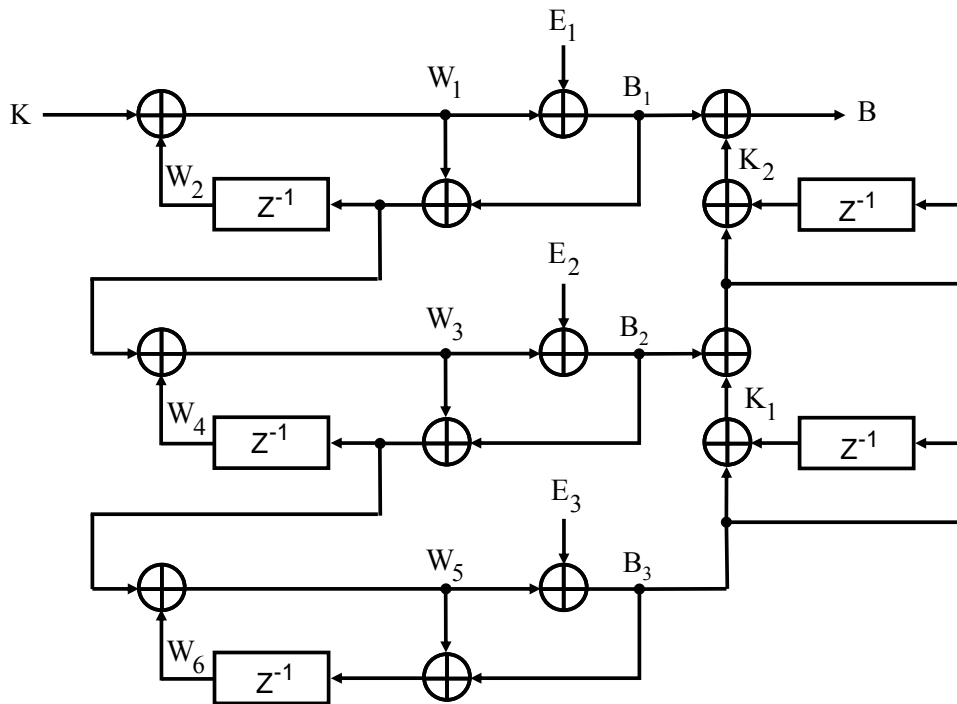 E₁
K W₁ B₁ B
W₂ Z⁻¹ K₂ Z⁻¹
E₂
W₃ B₂
W₄ Z⁻¹ K₁ Z⁻¹
E₃
W₅ B₃
W₆ Z⁻¹